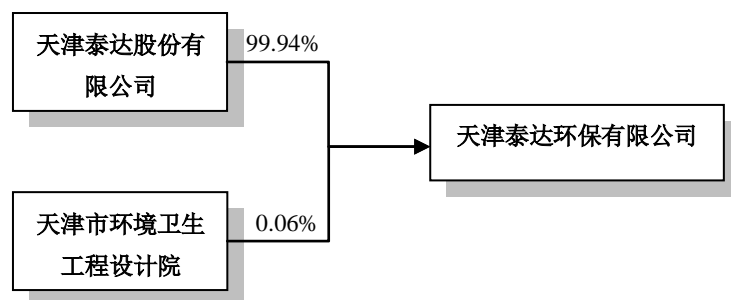 天津泰达股份有
限公司
99.94%
天津泰达环保有限公司
天津市环境卫生
工程设计院
0.06%